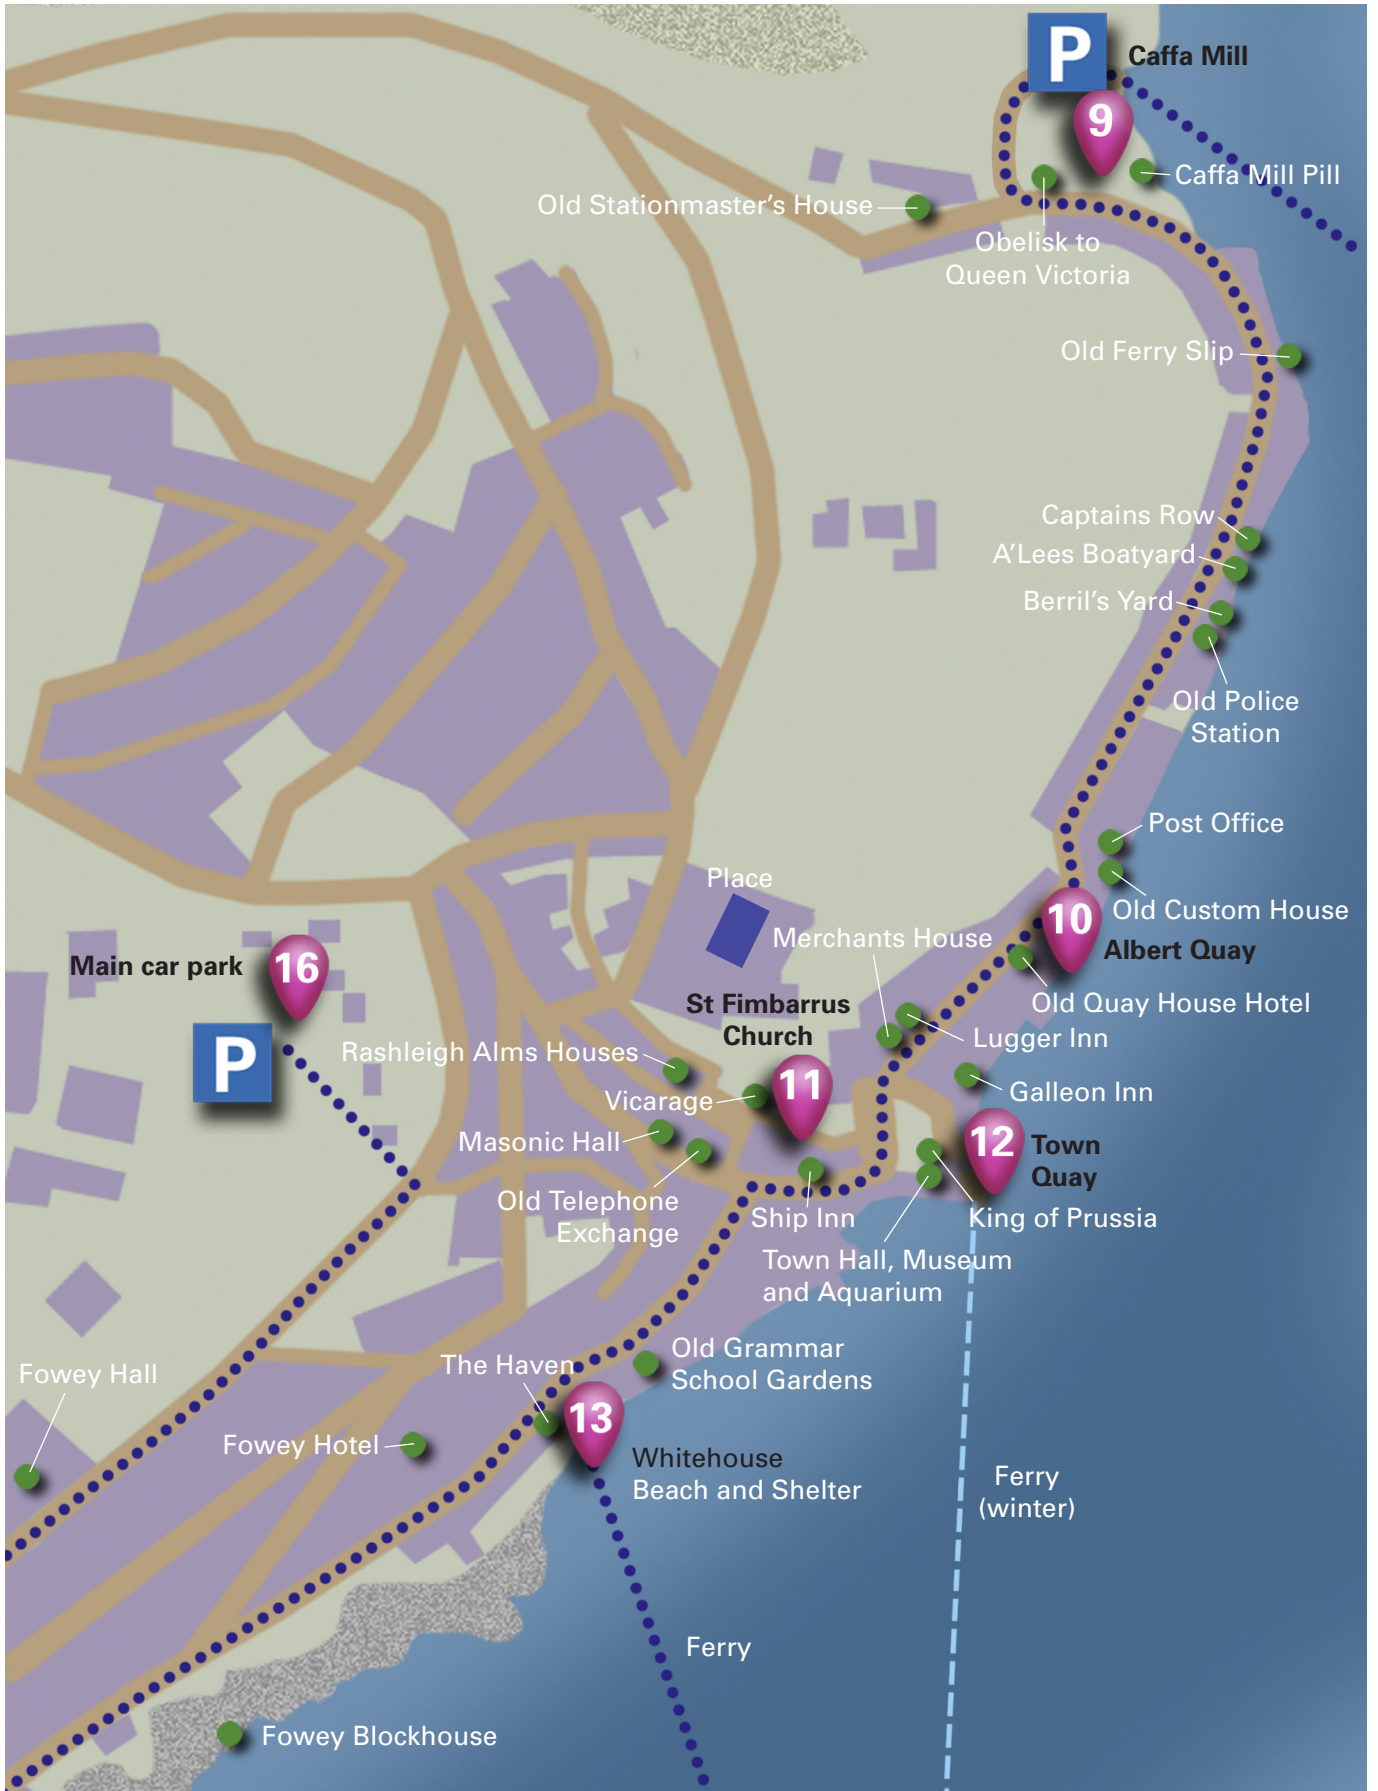 P
Caffa Mill
9
Caffa Mill Pill
Old Stationmaster's House
Obelisk to
Queen Victoria
Old Ferry Slip
Captains Row
A'Lees Boatyard
Berril's Yard
Old Police
Station
Post Office
Place
Old Custom House
10
Albert Quay
Merchants House
Main car park
16
St Fimbarrus
Church
Old Quay House Hotel
Lugger Inn
P
Rashleigh Alms Houses
11
Galleon Inn
Vicarage
Masonic Hall
12
Town
Quay
Old Telephone
Exchange
Ship Inn
King of Prussia
Town Hall, Museum
and Aquarium
Old Grammar
School Gardens
The Haven
Fowey Hall
13
Fowey Hotel
Whitehouse
Beach and Shelter
Ferry
(winter)
Ferry
Fowey Blockhouse